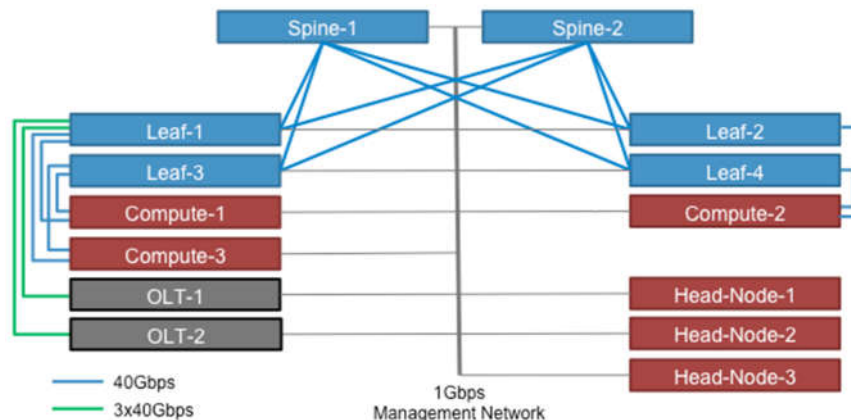 Spine-1
Spine-2
Leaf-1
Leaf-2
Leaf-3
Leaf-4
Compute-1
Compute-2
Compute-3
OLT-1
Head-Node-1
OLT-2
Head-Node-2
Head-Node-3
40Gbps
3x40Gbps
1Gbps
Management Network